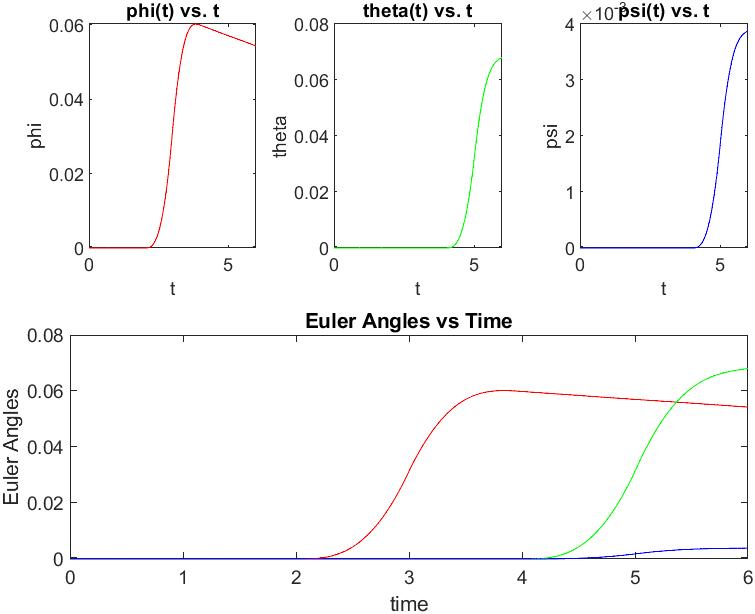 phi(t) vs. t
theta(t) vs. t
psi(t) vs. t
×10⁻³
phi
0.06
0.04
0.02
0
0
5
t
theta
0.08
0.06
0.04
0.02
0
0
5
t
psi
4
3
2
1
0
0
5
t
Euler Angles vs Time
Euler Angles
0.08
0.06
0.04
0.02
0
0 1 2 3 4 5 6
time